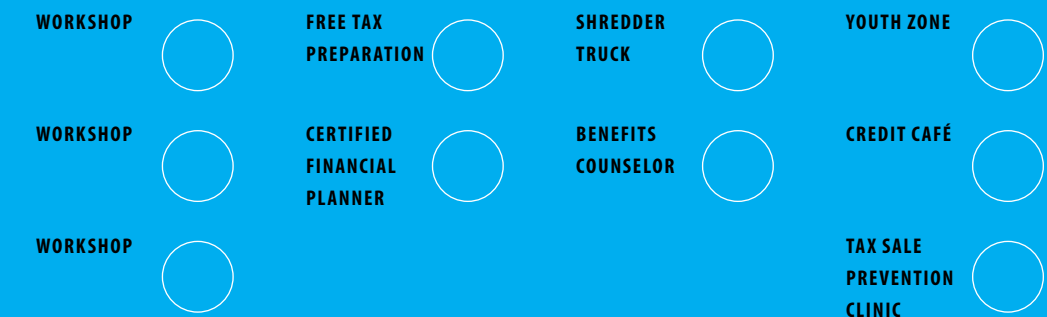 WORKSHOP
FREE TAX
PREPARATION
SHREDDER
TRUCK
YOUTH ZONE
WORKSHOP
CERTIFIED
FINANCIAL
PLANNER
BENEFITS
COUNSELOR
CREDIT CAFÉ
WORKSHOP
TAX SALE
PREVENTION
CLINIC